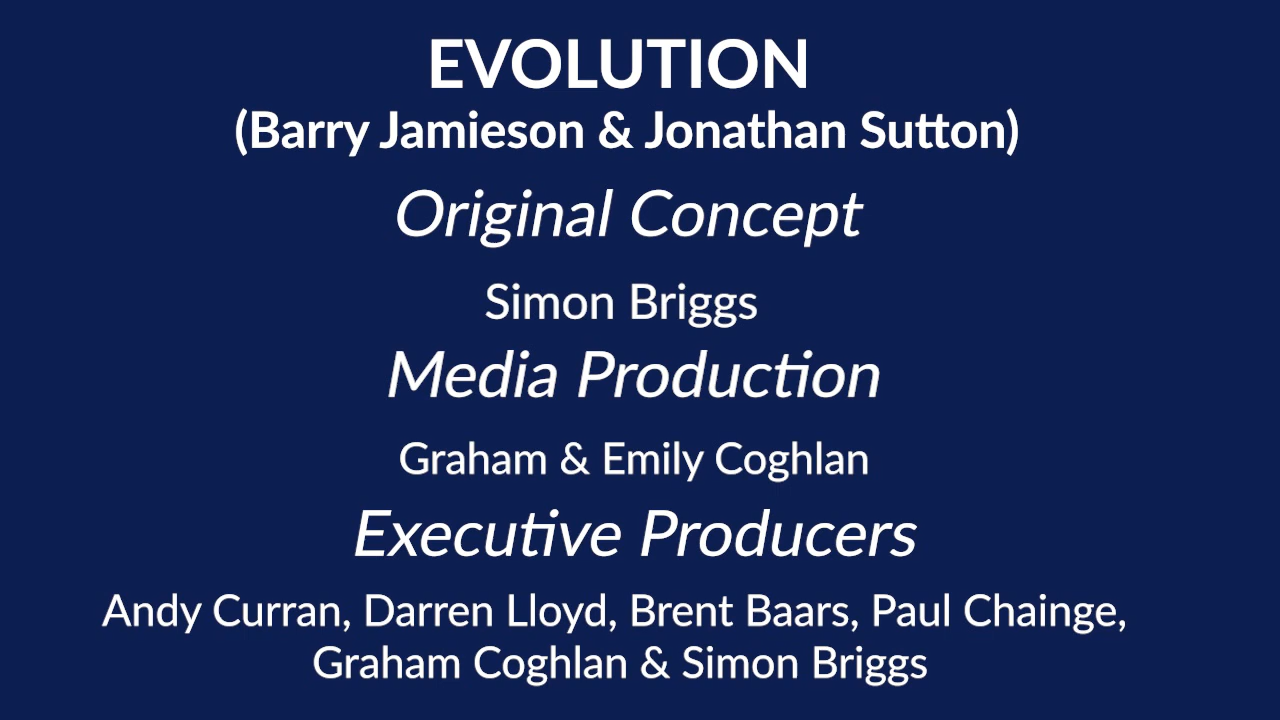 EVOLUTION
(Barry Jamieson & Jonathan Sutton)
Original Concept
Simon Briggs
Media Production
Graham & Emily Coghlan
Executive Producers
Andy Curran, Darren Lloyd, Brent Baars, Paul Chainge,
Graham Coghlan & Simon Briggs